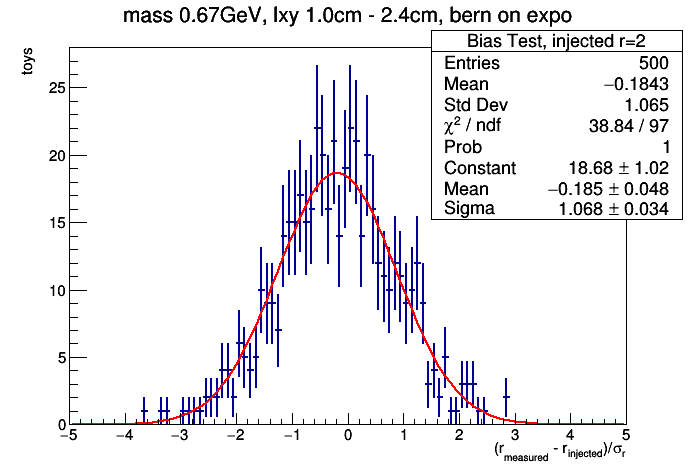 mass 0.67GeV, lxy 1.0cm - 2.4cm, bern on expo
toys
Bias Test, injected r=2
Entries 500
Mean −0.1843
Std Dev 1.065
χ² / ndf 38.84 / 97
Prob 1
Constant 18.68 ± 1.02
Mean −0.185 ± 0.048
Sigma 1.068 ± 0.034
25
20
15
10
5
0
−5 −4 −3 −2 −1 0 1 2 3 4 5
(r_measured - r_injected)/σ_r